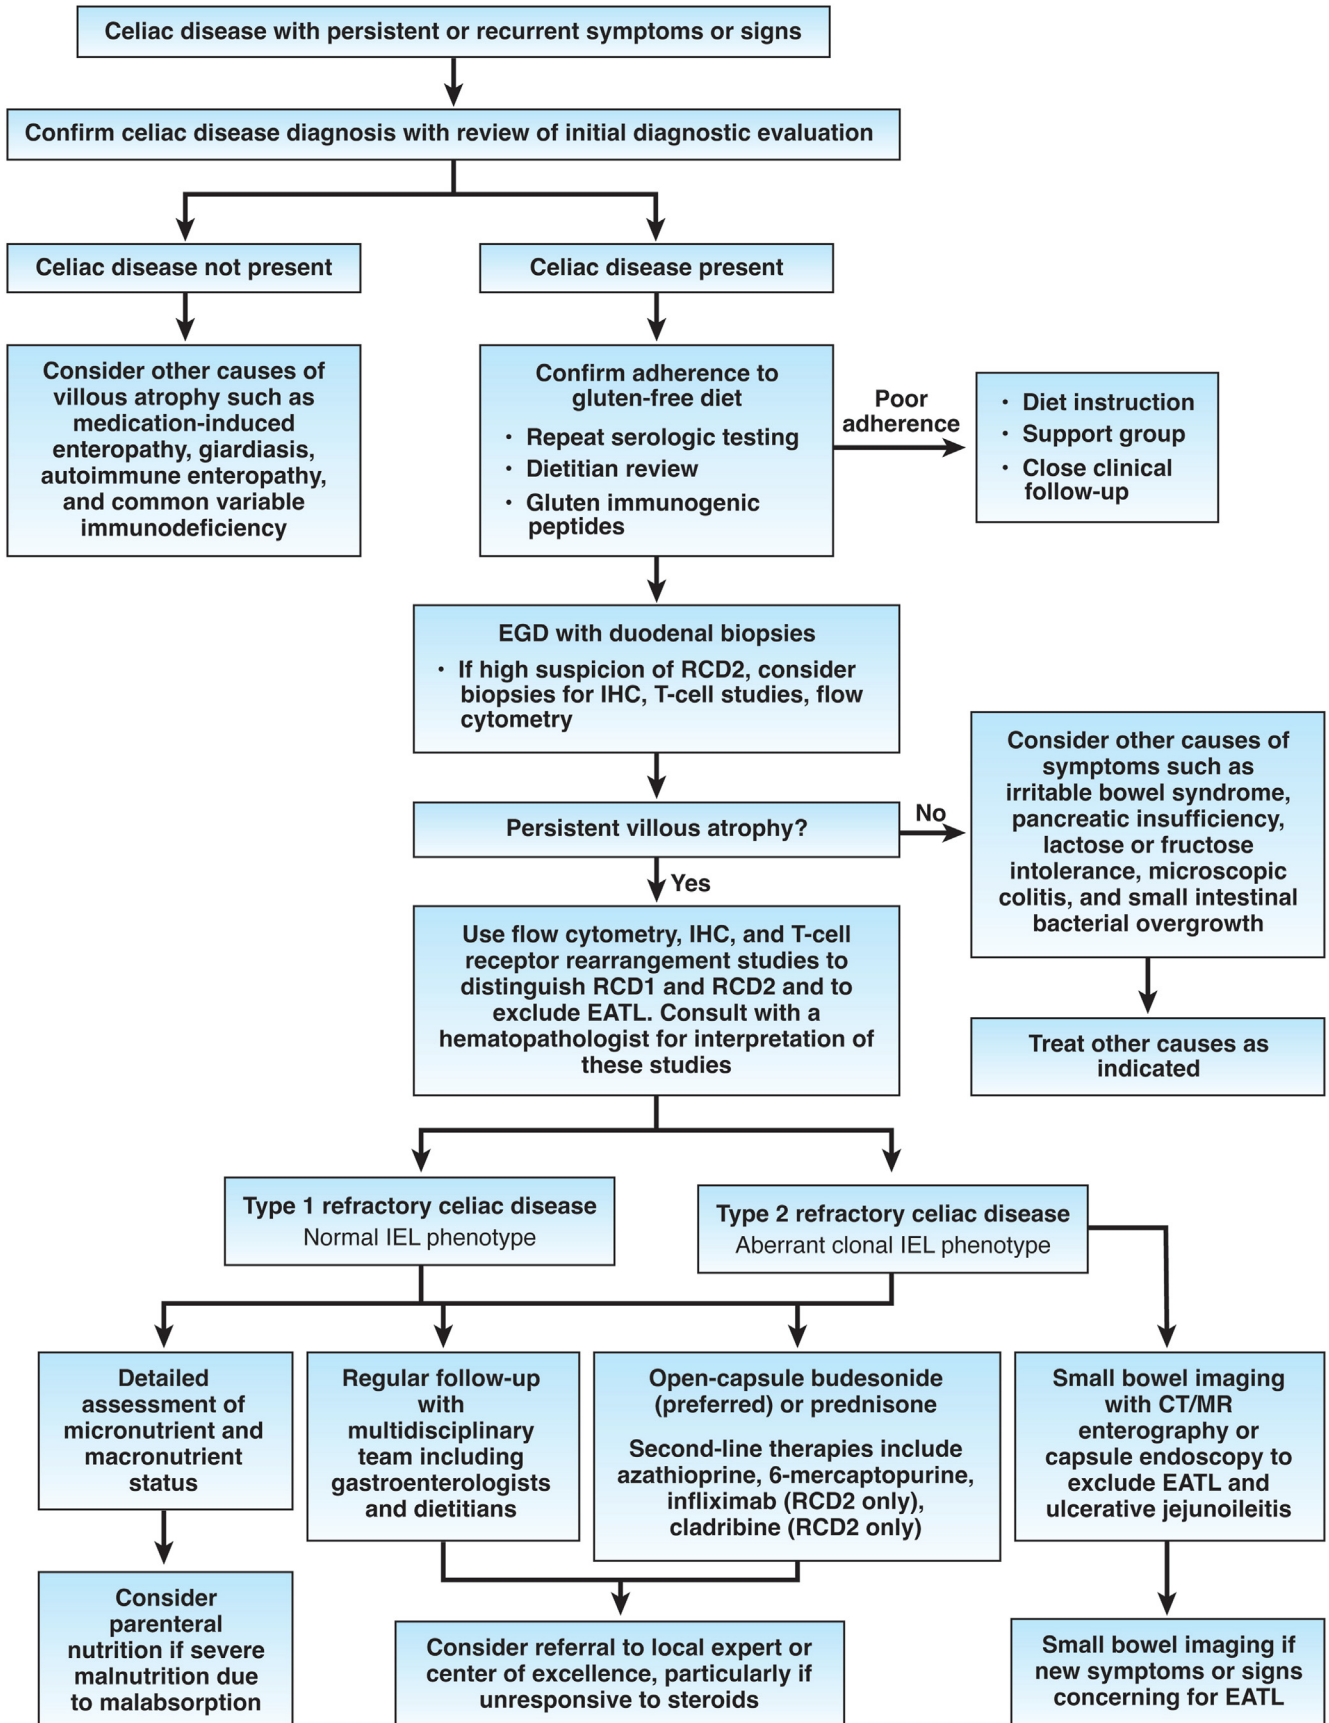 Celiac disease with persistent or recurrent symptoms or signs
Confirm celiac disease diagnosis with review of initial diagnostic evaluation
Celiac disease not present
Celiac disease present
Consider other causes of
villous atrophy such as
medication-induced
enteropathy, giardiasis,
autoimmune enteropathy,
and common variable
immunodeficiency
Confirm adherence to
gluten-free diet
• Repeat serologic testing
• Dietitian review
• Gluten immunogenic
peptides
Poor
adherence
• Diet instruction
• Support group
• Close clinical
follow-up
EGD with duodenal biopsies
• If high suspicion of RCD2, consider
biopsies for IHC, T-cell studies, flow
cytometry
Persistent villous atrophy?
No
Consider other causes of
symptoms such as
irritable bowel syndrome,
pancreatic insufficiency,
lactose or fructose
intolerance, microscopic
colitis, and small intestinal
bacterial overgrowth
Treat other causes as
indicated
Yes
Use flow cytometry, IHC, and T-cell
receptor rearrangement studies to
distinguish RCD1 and RCD2 and to
exclude EATL. Consult with a
hematopathologist for interpretation of
these studies
Type 1 refractory celiac disease
Normal IEL phenotype
Type 2 refractory celiac disease
Aberrant clonal IEL phenotype
Detailed
assessment of
micronutrient and
macronutrient
status
Regular follow-up
with
multidisciplinary
team including
gastroenterologists
and dietitians
Open-capsule budesonide
(preferred) or prednisone
Second-line therapies include
azathioprine, 6-mercaptopurine,
infliximab (RCD2 only),
cladribine (RCD2 only)
Small bowel imaging
with CT/MR
enterography or
capsule endoscopy to
exclude EATL and
ulcerative jejunoileitis
Consider
parenteral
nutrition if severe
malnutrition due
to malabsorption
Consider referral to local expert or
center of excellence, particularly if
unresponsive to steroids
Small bowel imaging if
new symptoms or signs
concerning for EATL